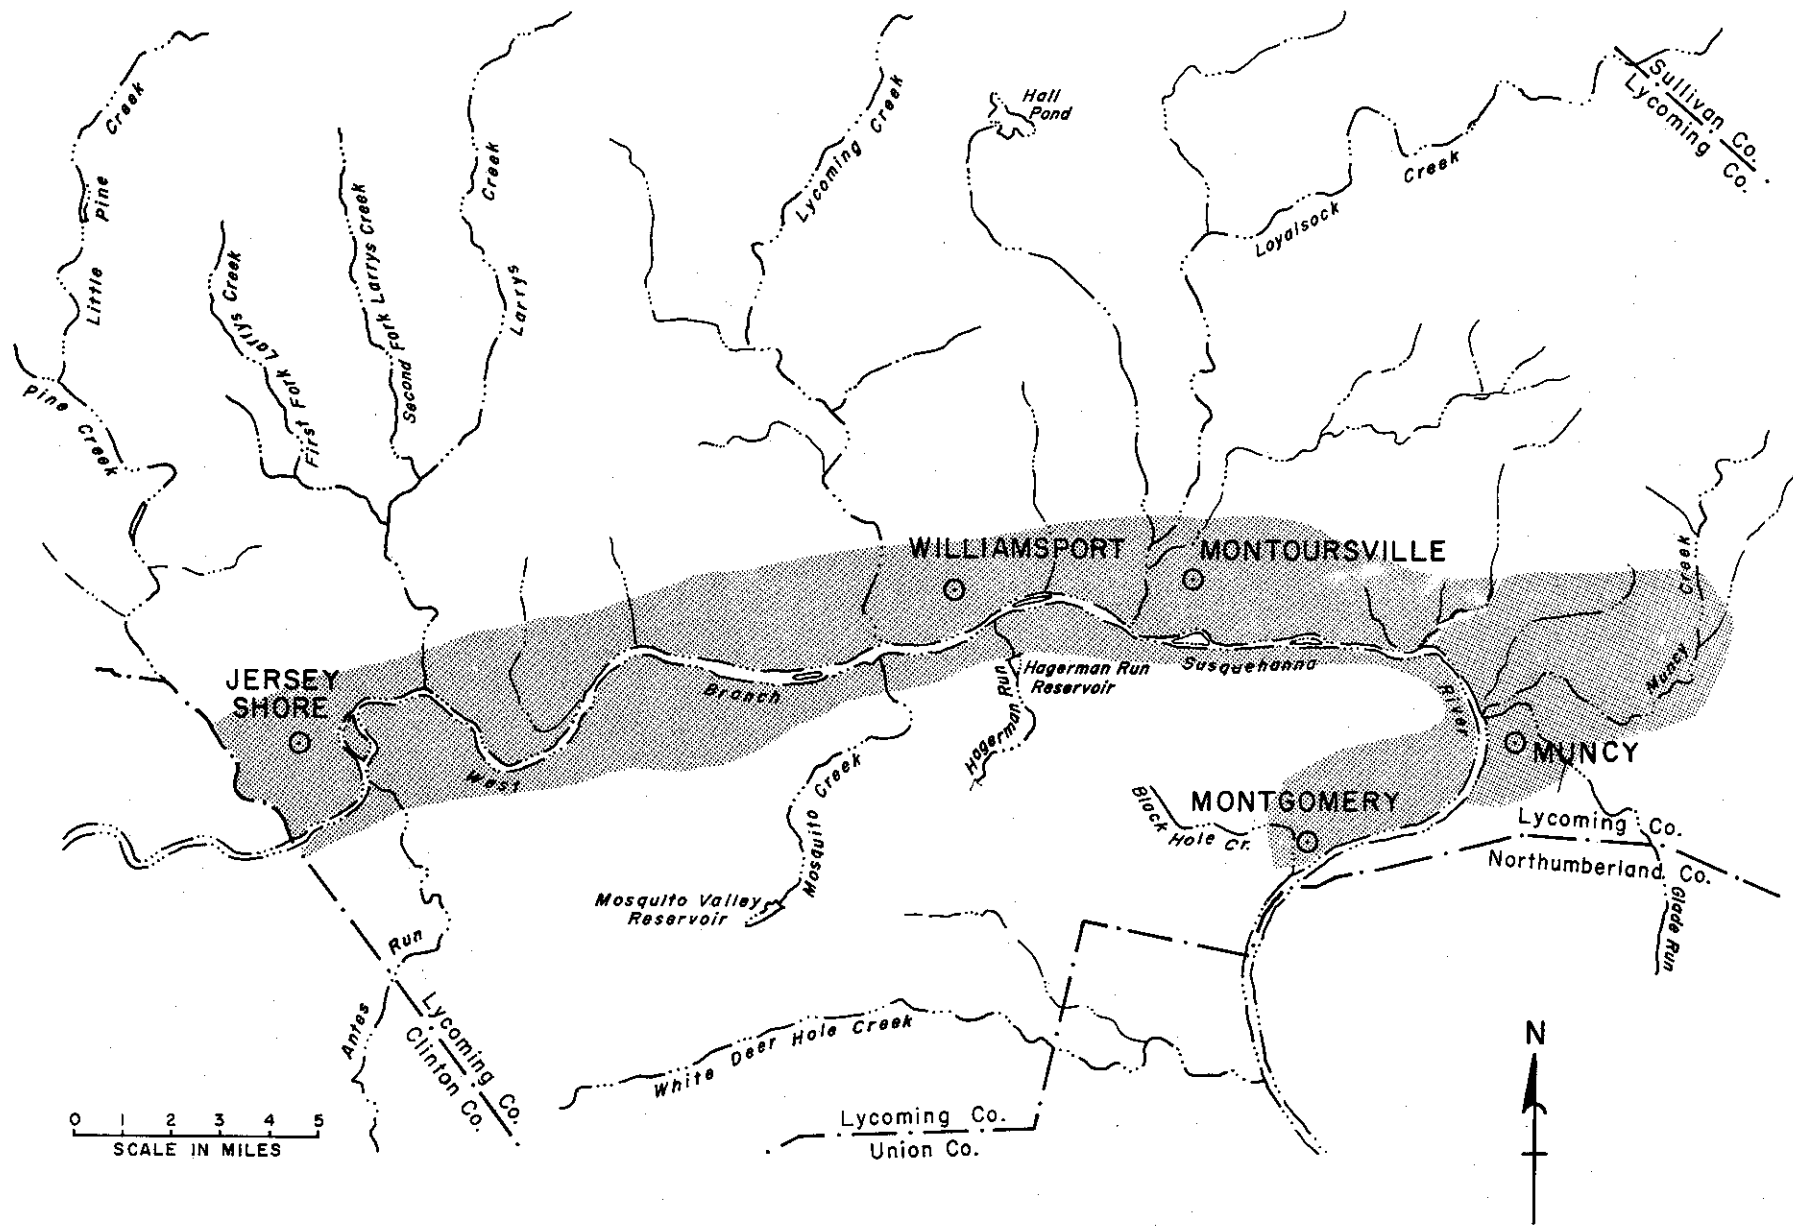 Little Pine Creek
Pine Creek
First Fork Larrys Creek
Second Fork Larrys Creek
Larrys Creek
Lycoming Creek
Hall
Pond
Loyalsock Creek
Sullivan Co.
Lycoming Co.
WILLIAMSPORT
MONTOURSVILLE
JERSEY
SHORE
West Branch Susquehanna River
Hagerman Run
Reservoir
Hagerman Run
Muncy Creek
MUNCY
MONTGOMERY
Black Hole Cr.
Mosquito Creek
Mosquito Valley
Reservoir
Lycoming Co.
Northumberland Co.
Glade Run
Antes Run
Lycoming Co.
Clinton Co.
White Deer Hole Creek
Lycoming Co.
Union Co.
N
0 1 2 3 4 5
SCALE IN MILES